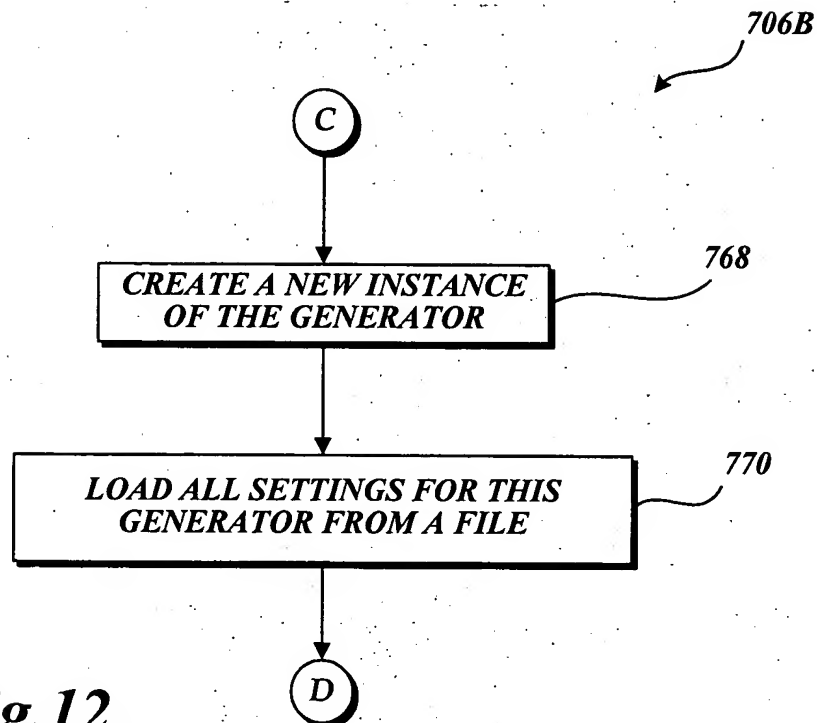 706B
C
768
CREATE A NEW INSTANCE
OF THE GENERATOR
770
LOAD ALL SETTINGS FOR THIS
GENERATOR FROM A FILE
D
g. 12